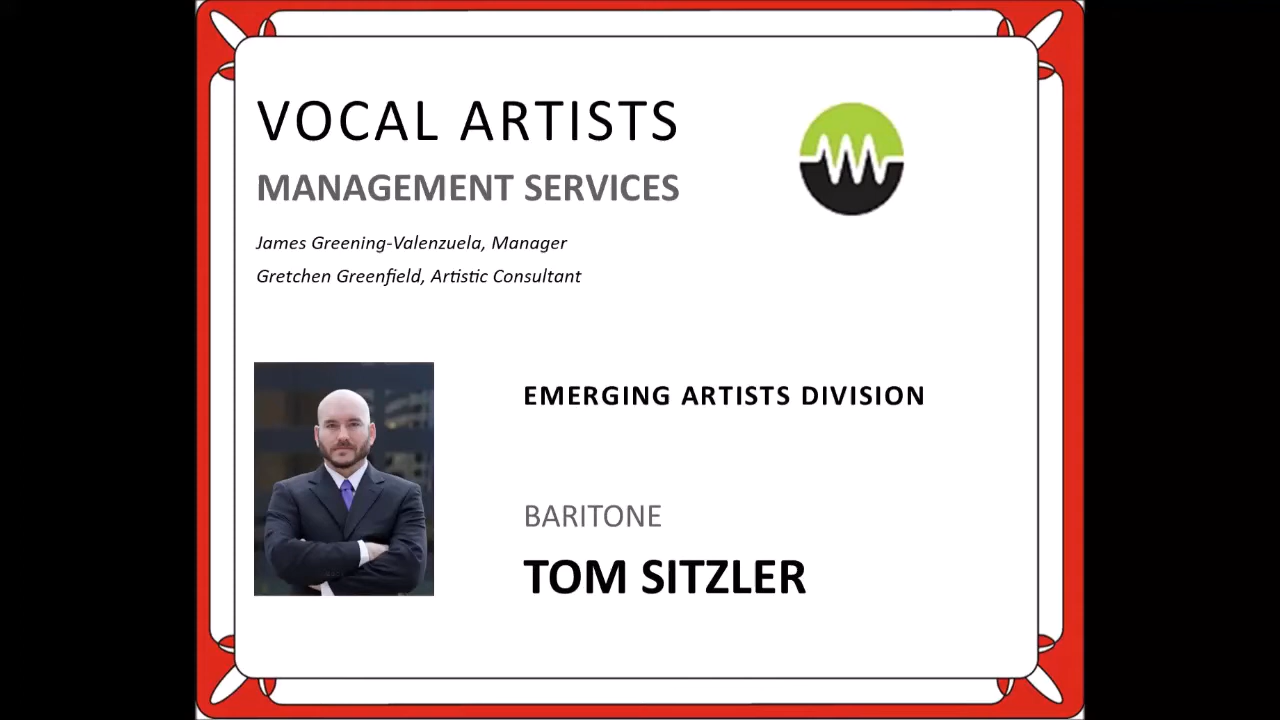 VOCAL ARTISTS
MANAGEMENT SERVICES
James Greening-Valenzuela, Manager
Gretchen Greenfield, Artistic Consultant
EMERGING ARTISTS DIVISION
BARITONE
TOM SITZLER